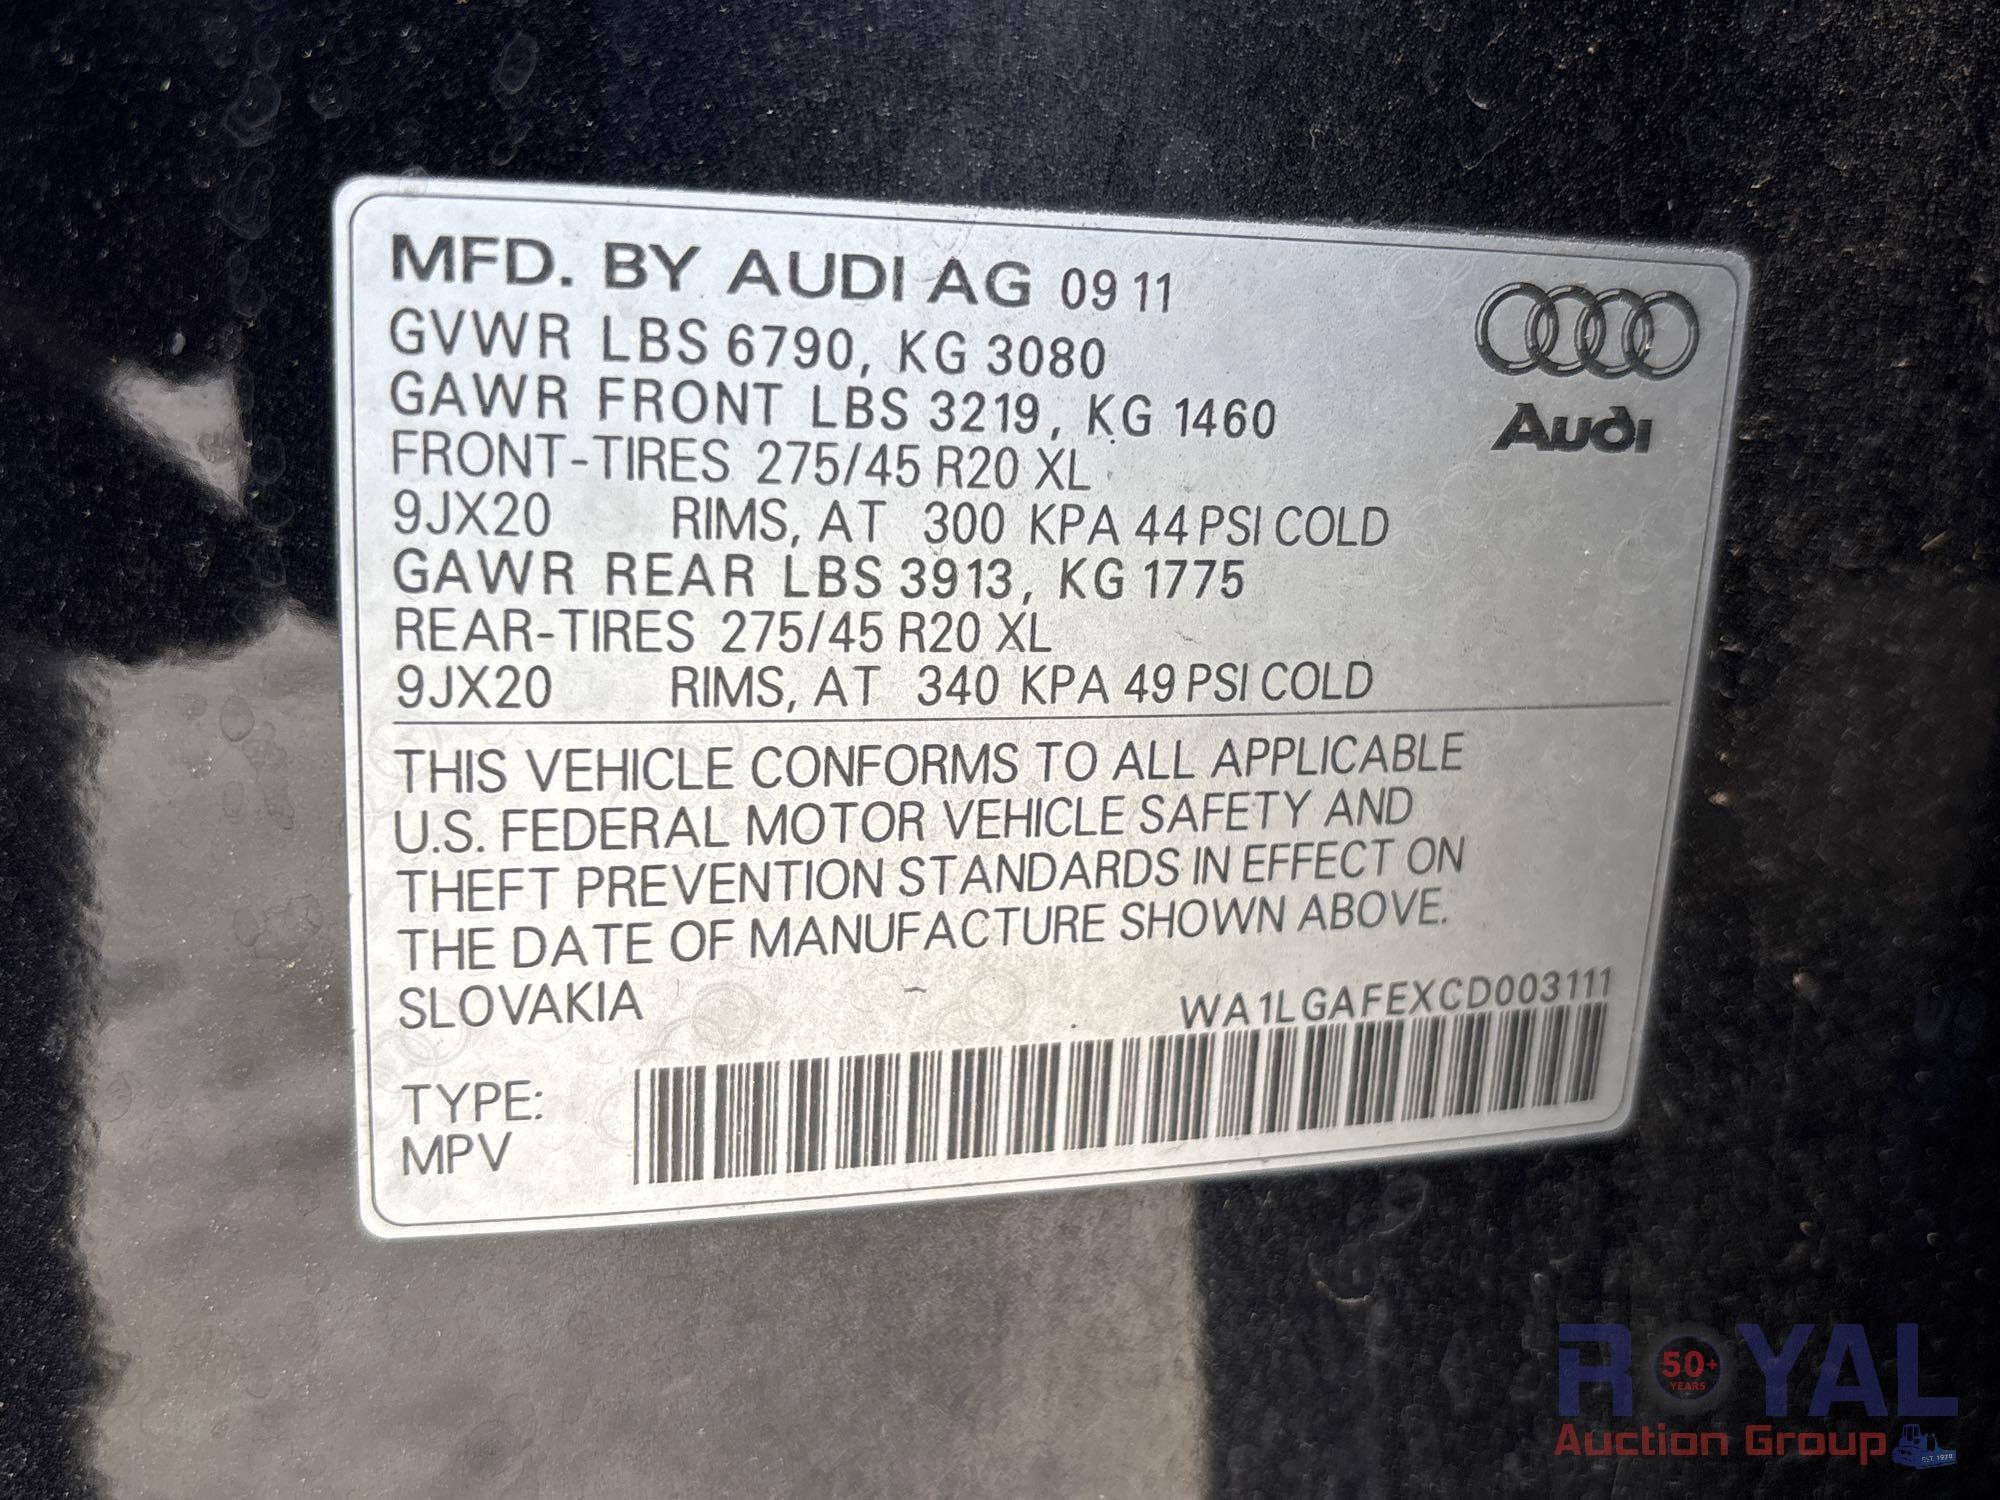 MFD. BY AUDI AG 09 11
GVWR LBS 6790, KG 3080
GAWR FRONT LBS 3219, KG 1460
FRONT-TIRES 275/45 R20 XL
9JX20 RIMS, AT 300 KPA 44 PSI COLD
GAWR REAR LBS 3913, KG 1775
REAR-TIRES 275/45 R20 XL
9JX20 RIMS, AT 340 KPA 49 PSI COLD
Audi
THIS VEHICLE CONFORMS TO ALL APPLICABLE
U.S. FEDERAL MOTOR VEHICLE SAFETY AND
THEFT PREVENTION STANDARDS IN EFFECT ON
THE DATE OF MANUFACTURE SHOWN ABOVE.
SLOVAKIA WA1LGAFEXCD003111
TYPE:
MPV
ROYAL
50+
YEARS
Auction Group
EST. 1970